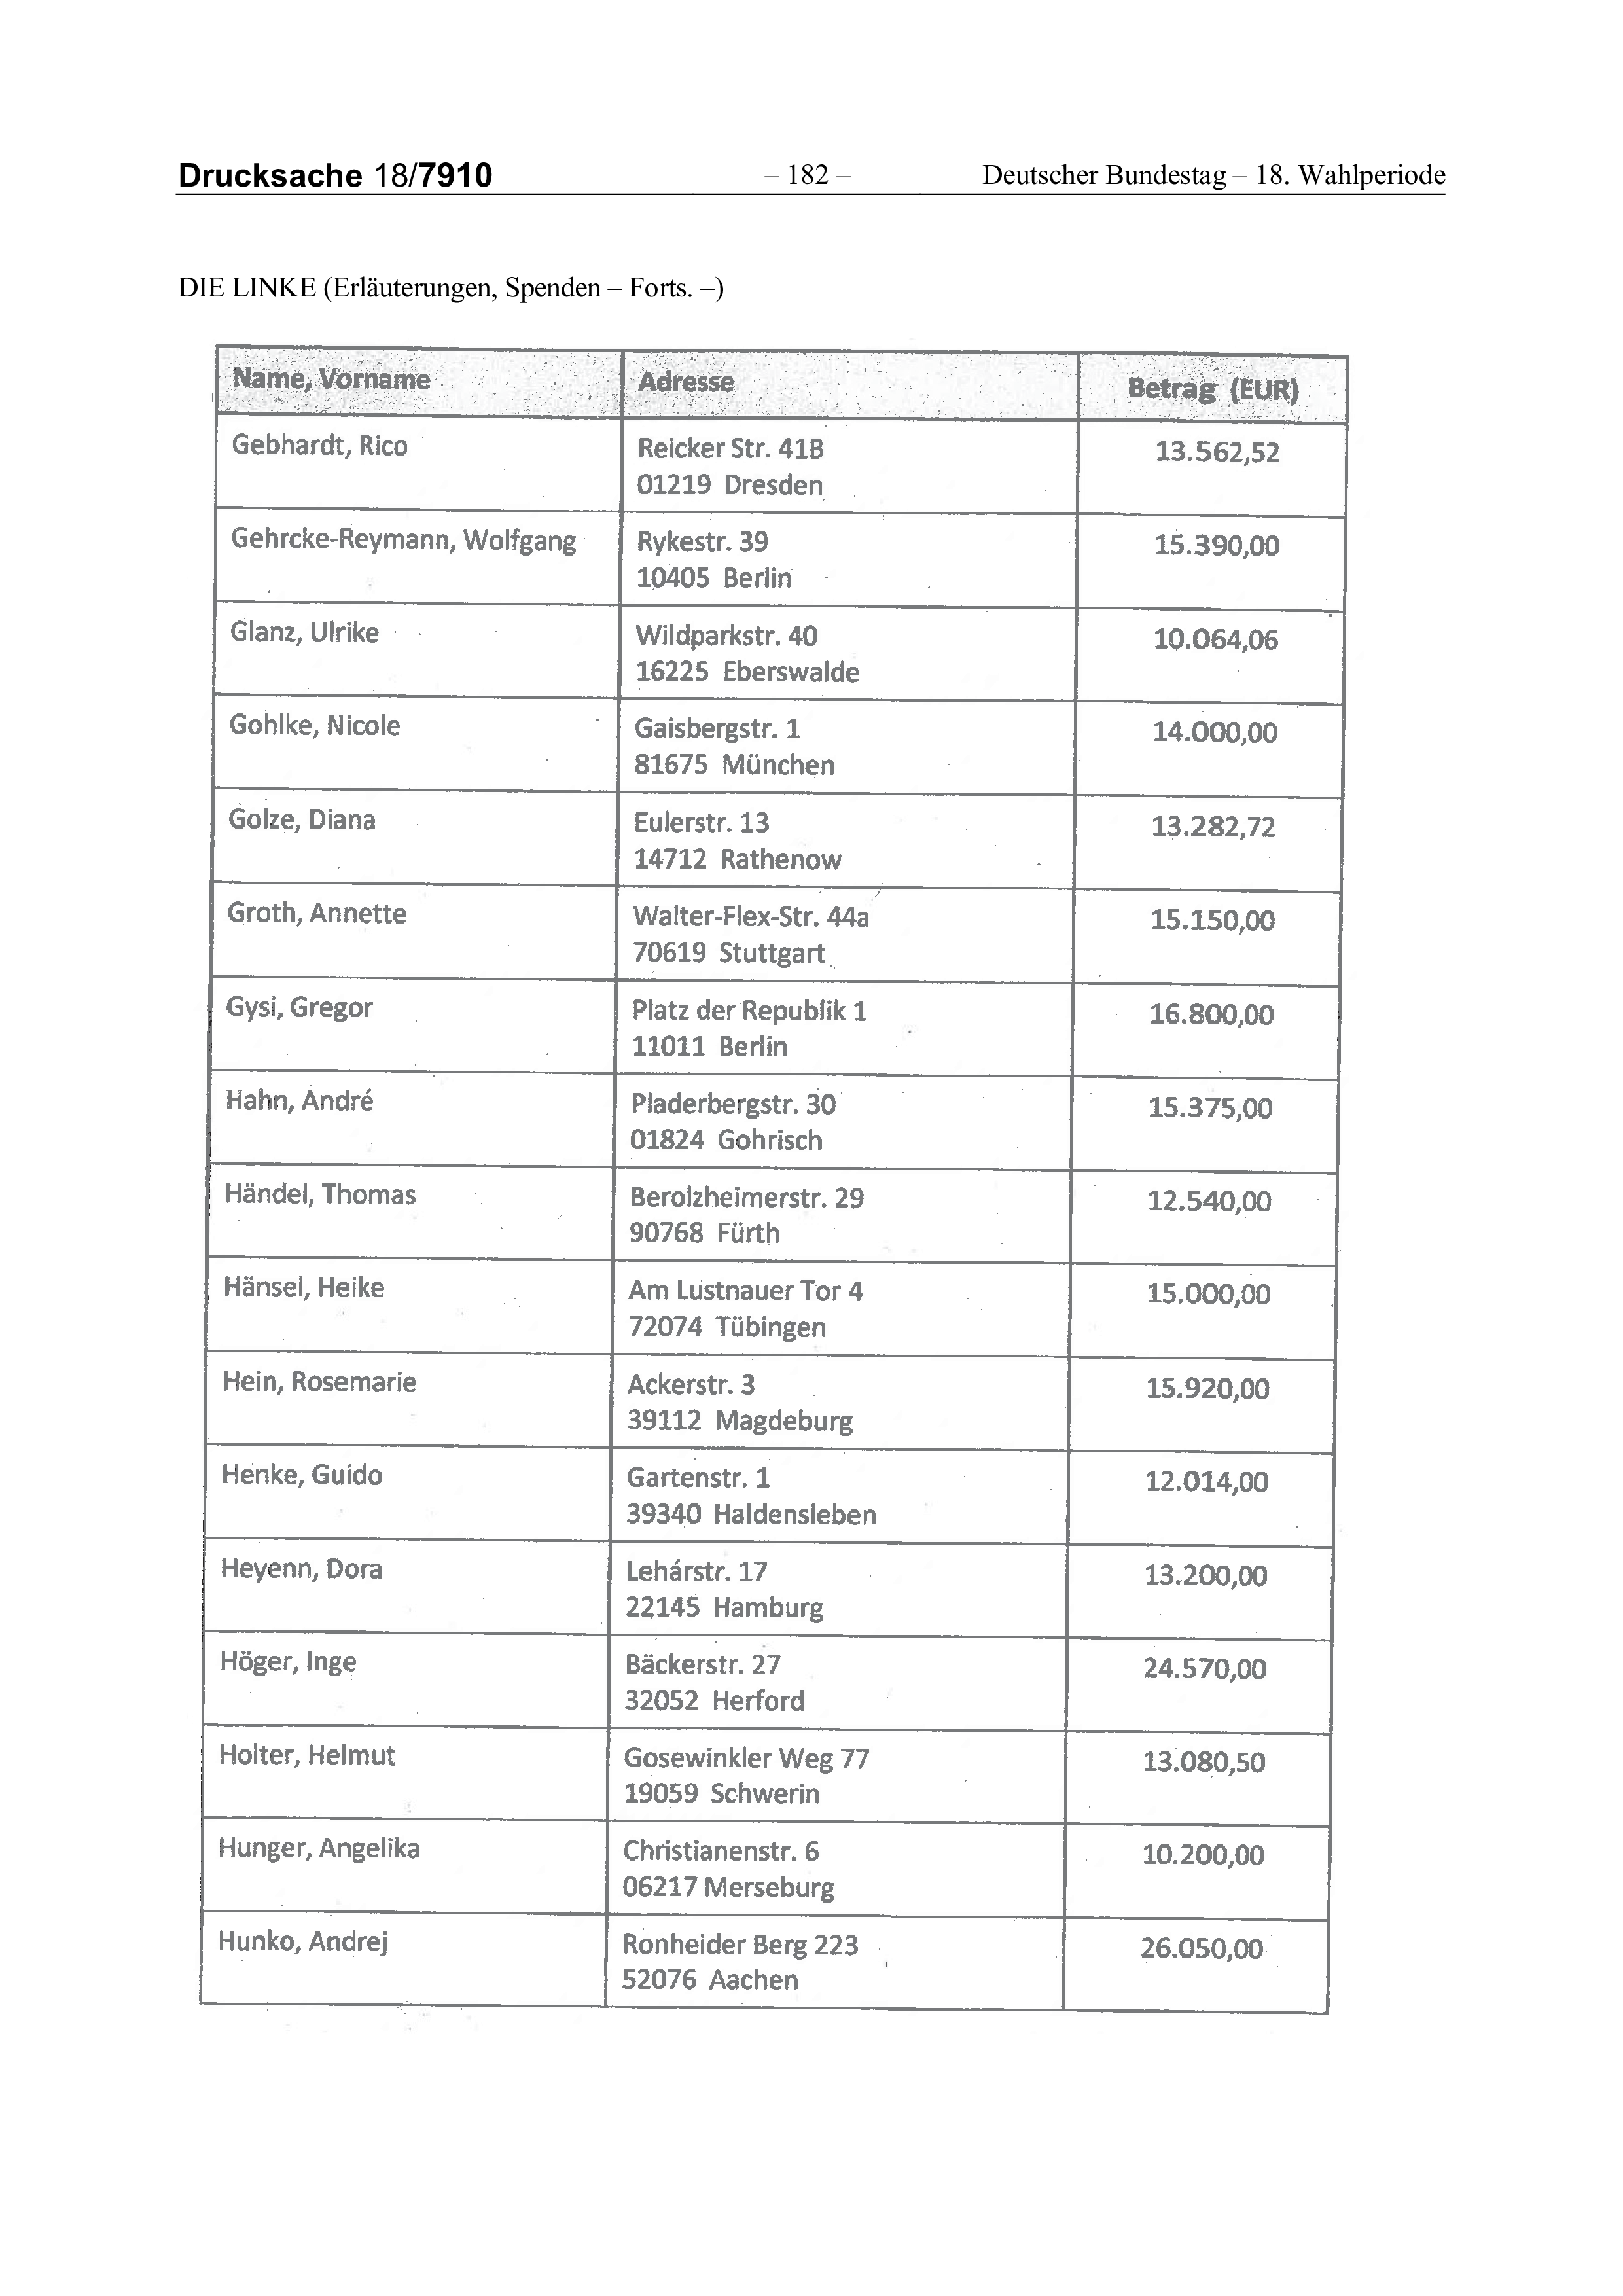 Drucksache 18/7910 – 182 – Deutscher Bundestag – 18. Wahlperiode
DIE LINKE (Erläuterungen, Spenden – Forts. –)
Name, Vorname Adresse Betrag (EUR)
Gebhardt, Rico Reicker Str. 41B 13.562,52
01219 Dresden
Gehrcke-Reymann, Wolfgang Rykestr. 39 15.390,00
10405 Berlin
Glanz, Ulrike Wildparkstr. 40 10.064,06
16225 Eberswalde
Gohlke, Nicole Gaisbergstr. 1 14.000,00
81675 München
Golze, Diana Eulerstr. 13 13.282,72
14712 Rathenow
Groth, Annette Walter-Flex-Str. 44a 15.150,00
70619 Stuttgart
Gysi, Gregor Platz der Republik 1 16.800,00
11011 Berlin
Hahn, André Pladerbergstr. 30 15.375,00
01824 Gohrisch
Händel, Thomas Berolzheimerstr. 29 12.540,00
90768 Fürth
Hänsel, Heike Am Lustnauer Tor 4 15.000,00
72074 Tübingen
Hein, Rosemarie Ackerstr. 3 15.920,00
39112 Magdeburg
Henke, Guido Gartenstr. 1 12.014,00
39340 Haldensleben
Heyenn, Dora Lehárstr. 17 13.200,00
22145 Hamburg
Höger, Inge Bäckerstr. 27 24.570,00
32052 Herford
Holter, Helmut Gosewinkler Weg 77 13.080,50
19059 Schwerin
Hunger, Angelika Christianenstr. 6 10.200,00
06217 Merseburg
Hunko, Andrej Ronheider Berg 223 26.050,00
52076 Aachen